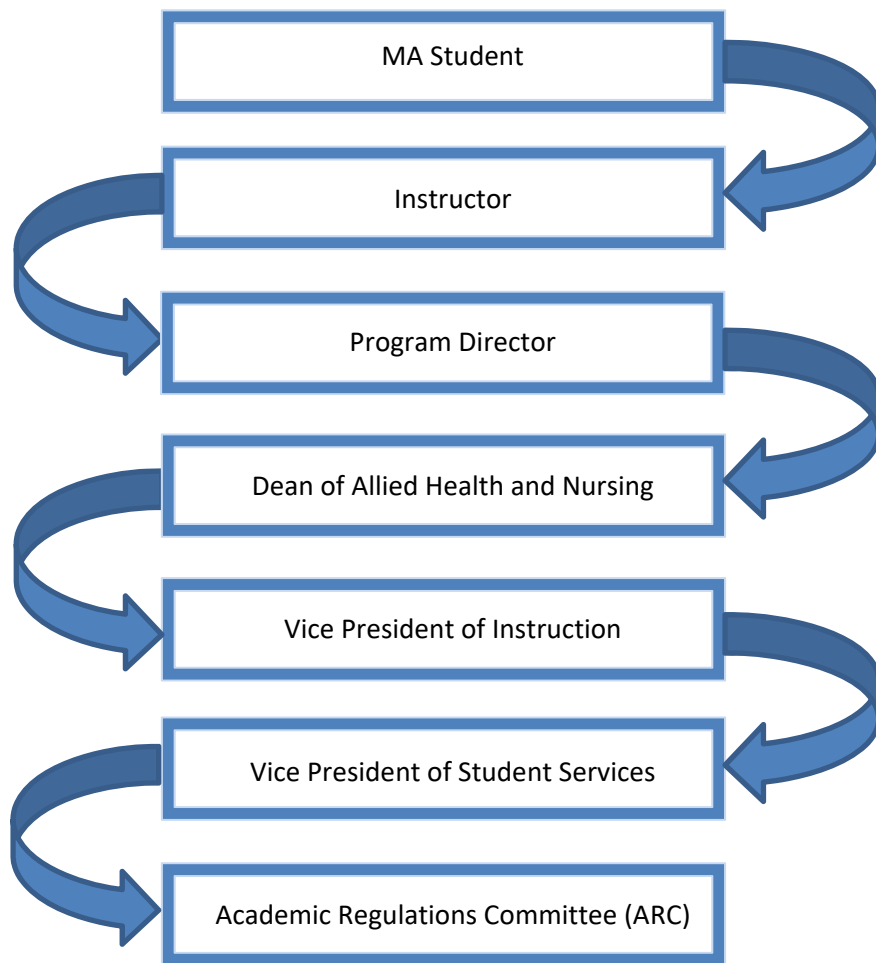 MA Student
Instructor
Program Director
Dean of Allied Health and Nursing
Vice President of Instruction
Vice President of Student Services
Academic Regulations Committee (ARC)